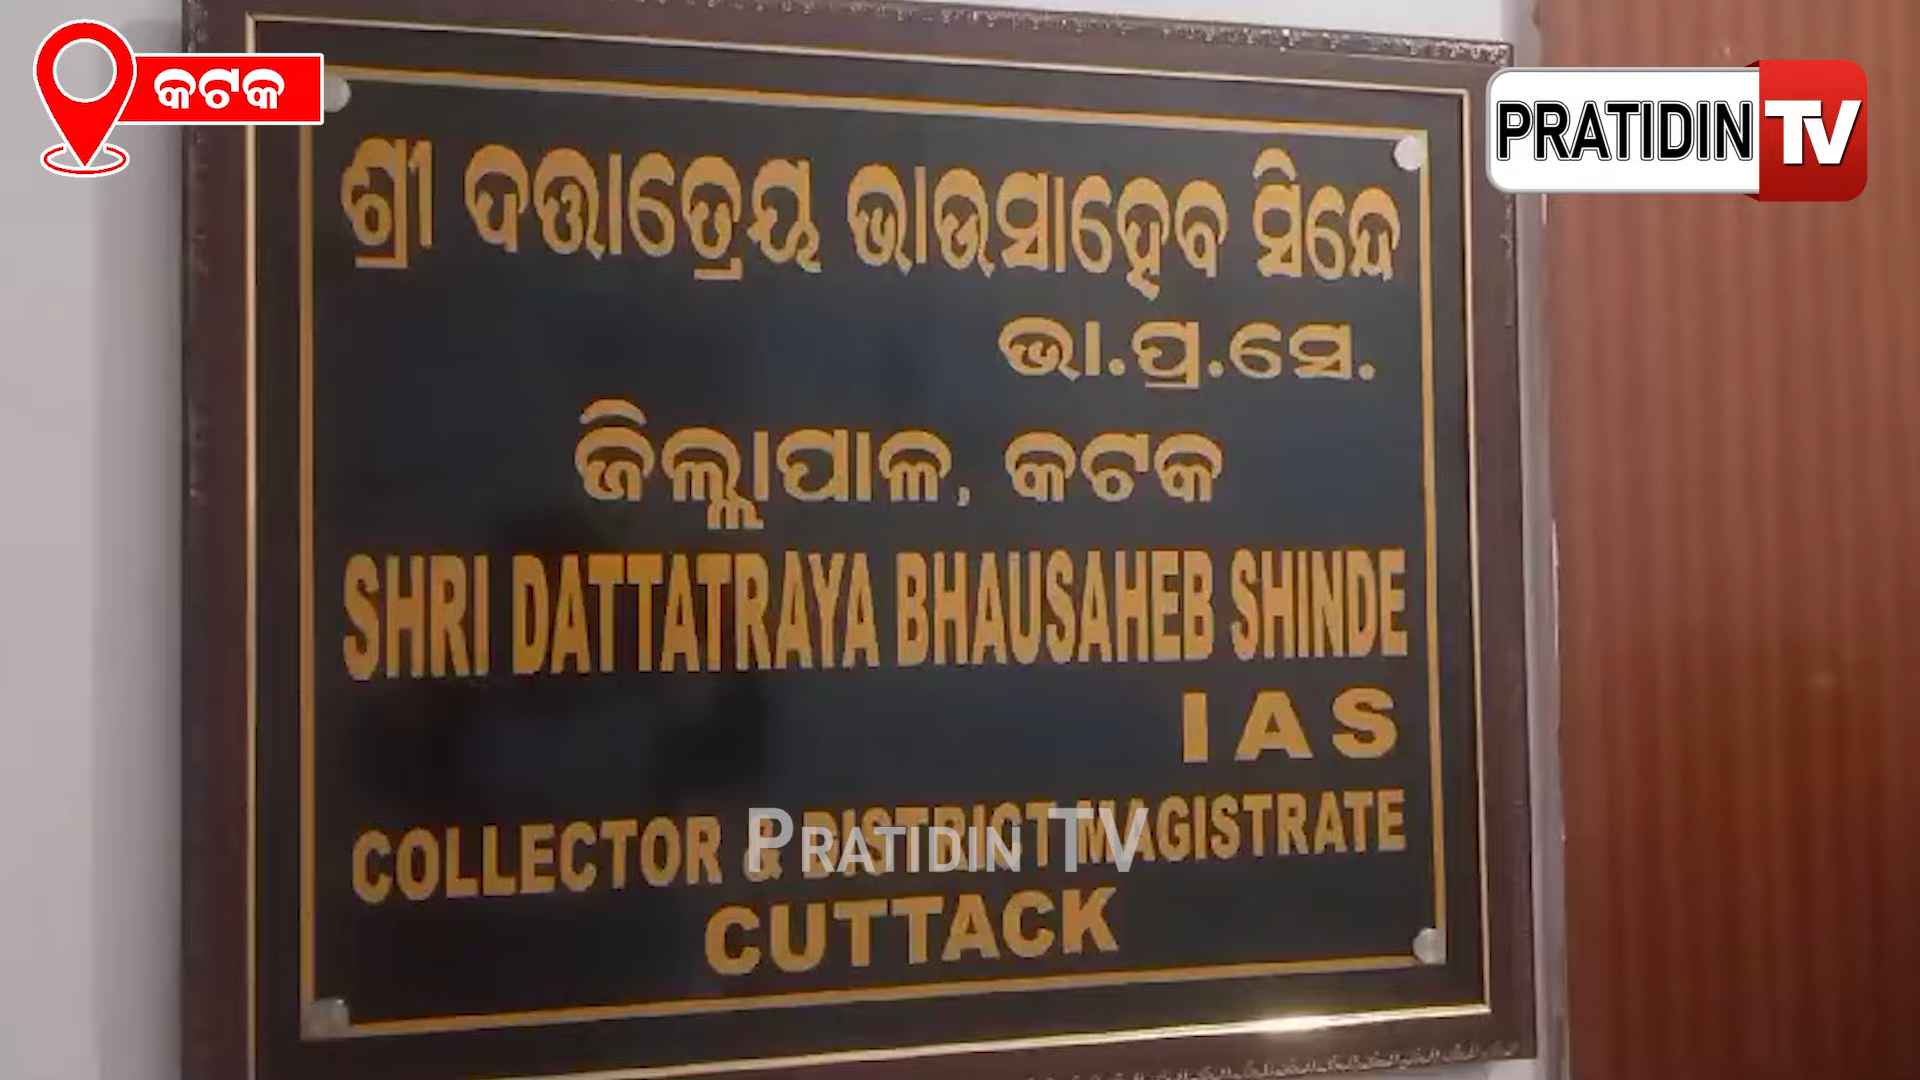 କଟକ
PRATIDIN TV
ଶ୍ରୀ ଦତ୍ତାତ୍ରେୟ ଭାଉସାହେବ ସିନ୍ଦେ
ଭା.ପ୍ର.ସେ.
ଜିଲ୍ଲାପାଳ, କଟକ
SHRI DATTATRAYA BHAUSAHEB SHINDE
IAS
COLLECTOR & DISTRICT MAGISTRATE
PRATIDIN TV
CUTTACK